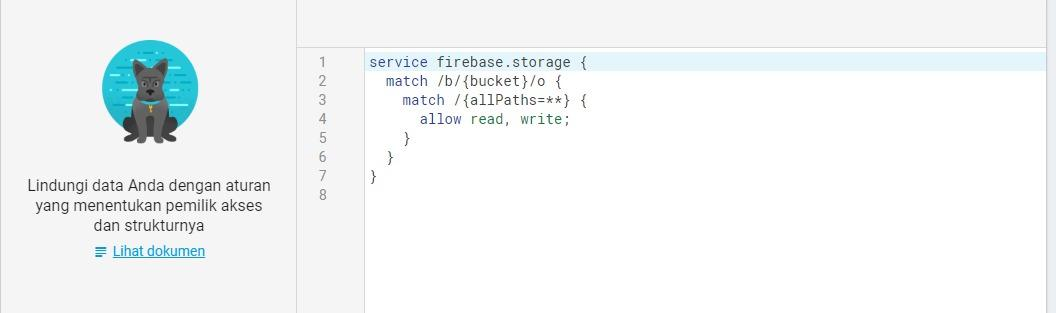 Lindungi data Anda dengan aturan
yang menentukan pemilik akses
dan strukturnya
Lihat dokumen
1 service firebase.storage {
2   match /b/{bucket}/o {
3     match /{allPaths=**} {
4       allow read, write;
5     }
6   }
7 }
8